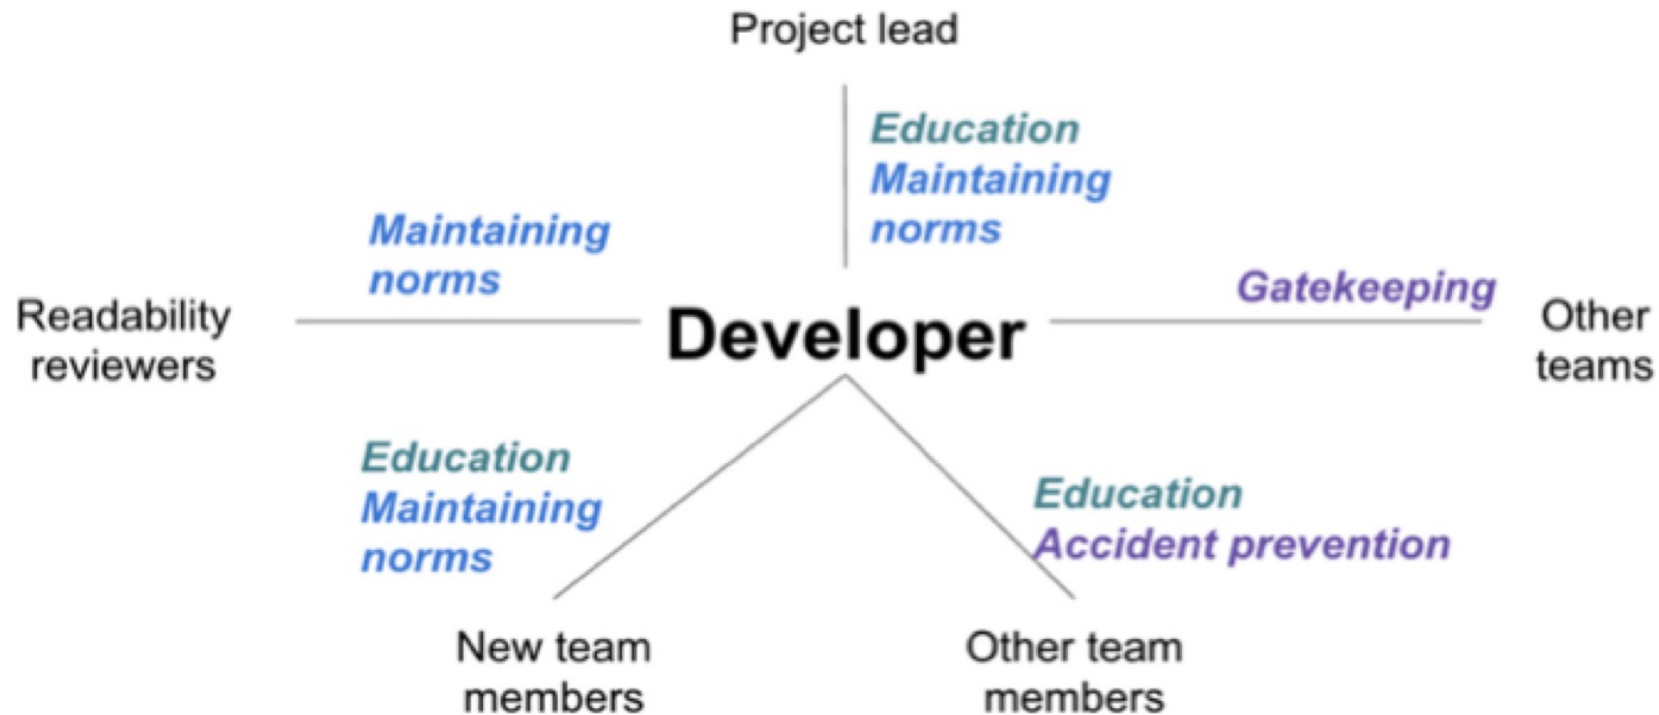 Project lead
Education
Maintaining
norms
Maintaining
norms
Gatekeeping
Readability
reviewers
Developer
Other
teams
Education
Maintaining
norms
Education
Accident prevention
New team
members
Other team
members